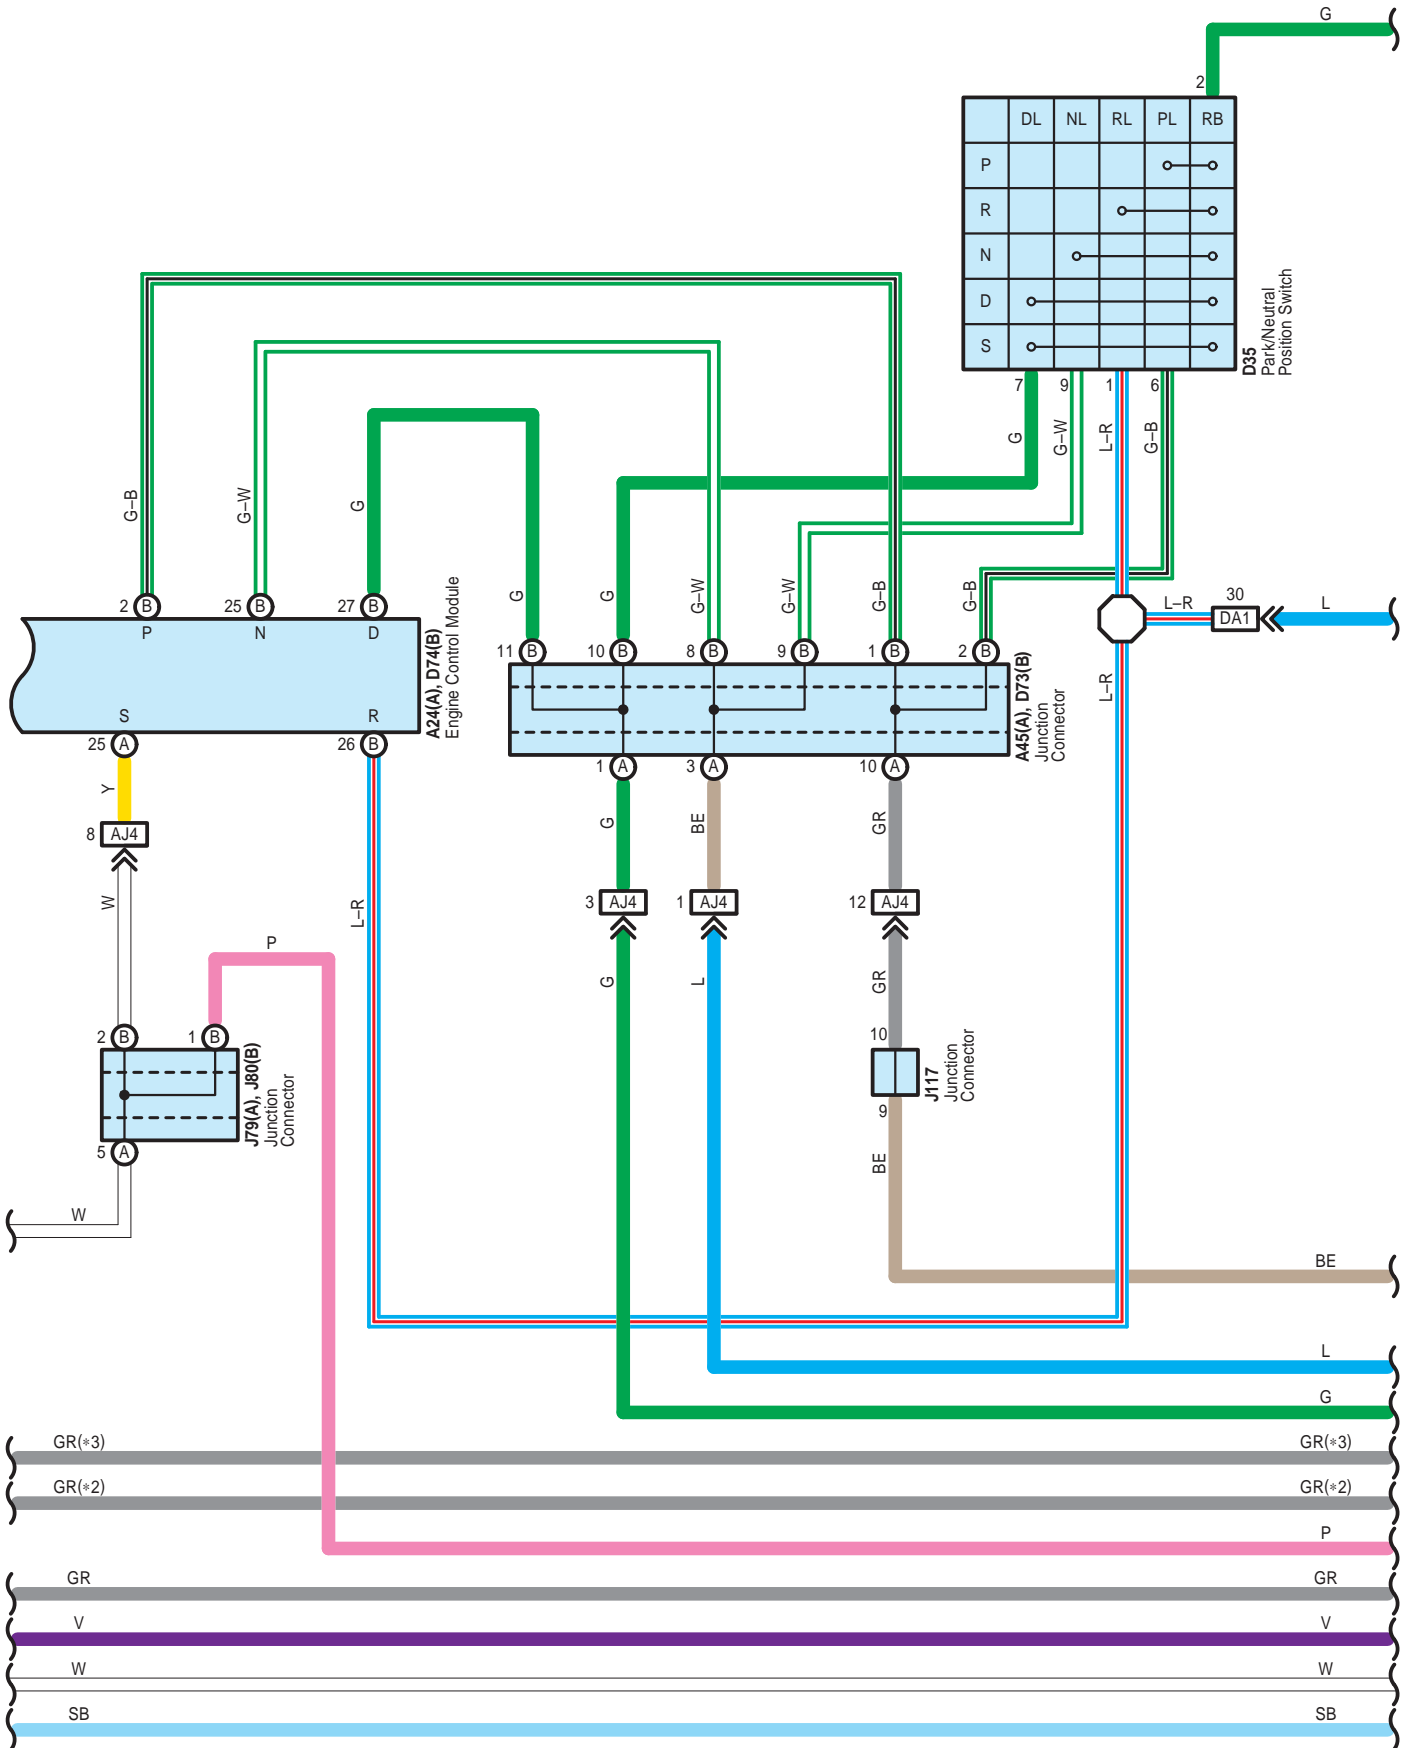 G
2
DL NL RL PL RB
P
R
N
D
S
D35
Park/Neutral
Position Switch
7 9 1 6
G G–W L–R G–B
G–B G–W G
G G G–W G–W G–B G–B
L–R 30 L
DA1
2 B 25 B 27 B
P N D
S R
A24(A), D74(B)
Engine Control Module
11 B 10 B 8 B 9 B 1 B 2 B
A45(A), D73(B)
Junction
Connector
L–R
25 A 26 B
1 A 3 A 10 A
Y
G BE GR
8 AJ4
3 AJ4 1 AJ4 12 AJ4
W L–R
P
G L GR
2 B 1 B
10
J79(A), J80(B)
Junction
Connector
J117
Junction
Connector
9
5 A
BE
W
BE
L
G
GR(*3) GR(*3)
GR(*2) GR(*2)
P
GR GR
V V
W W
SB SB